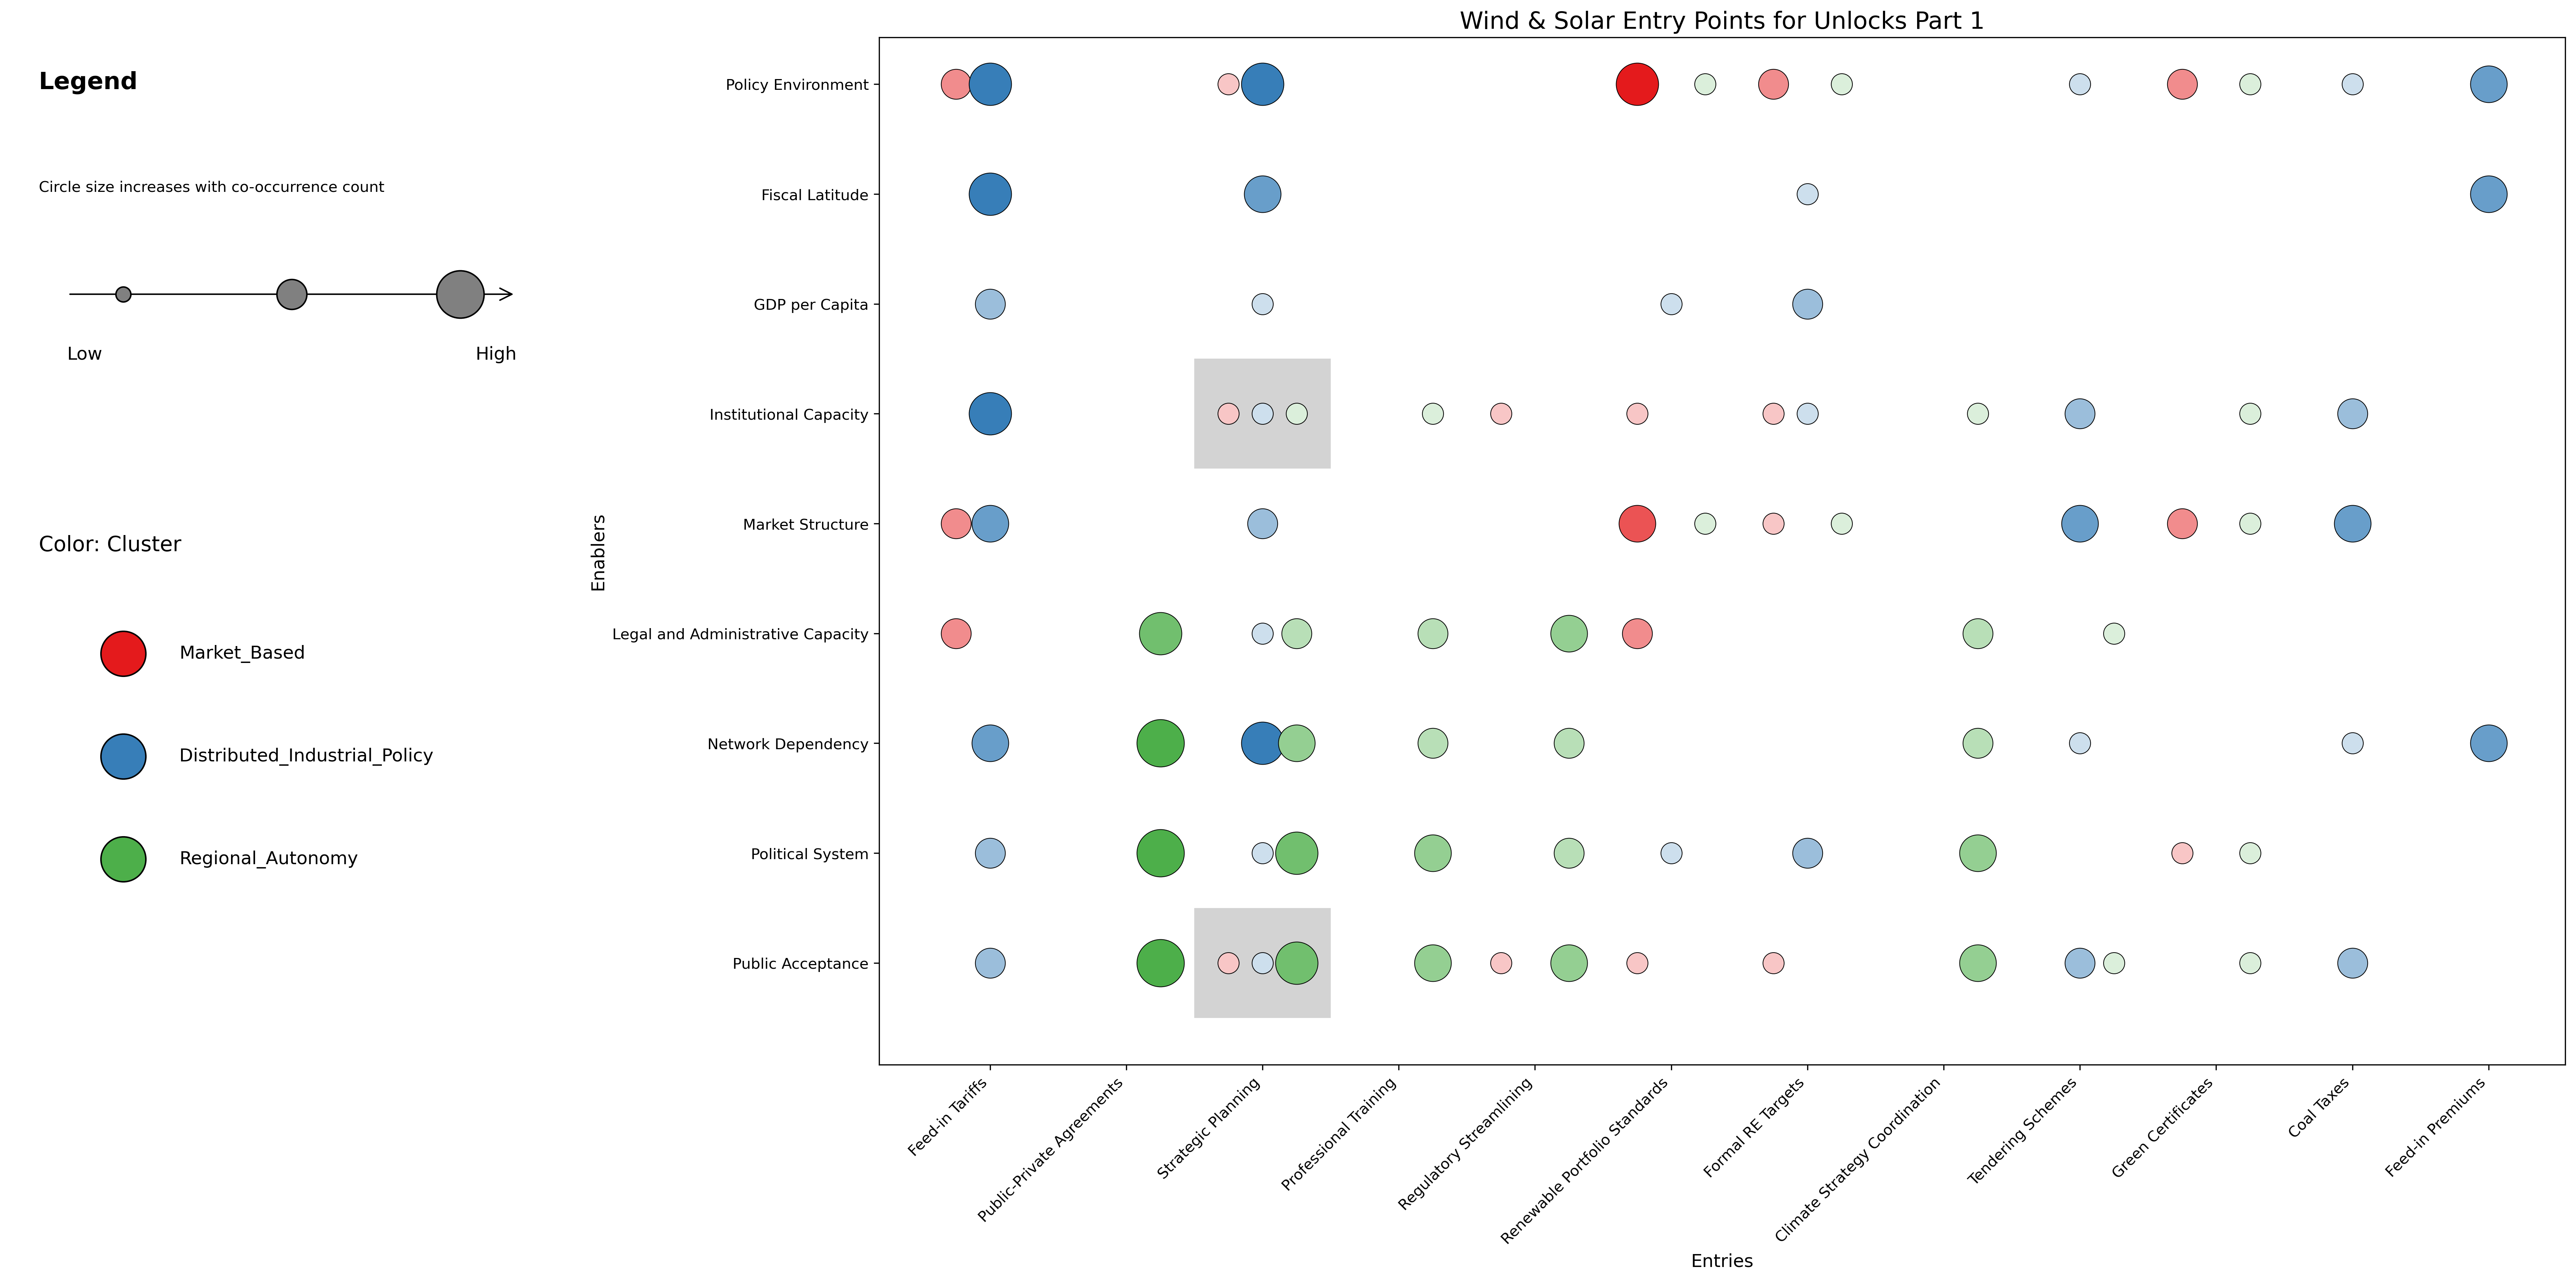 Wind & Solar Entry Points for Unlocks Part 1
Legend
Circle size increases with co-occurrence count
Low
High
Color: Cluster
Market_Based
Distributed_Industrial_Policy
Regional_Autonomy
Enablers
Policy Environment
Fiscal Latitude
GDP per Capita
Institutional Capacity
Market Structure
Legal and Administrative Capacity
Network Dependency
Political System
Public Acceptance
Feed-in Tariffs
Public-Private Agreements
Strategic Planning
Professional Training
Regulatory Streamlining
Renewable Portfolio Standards
Formal RE Targets
Climate Strategy Coordination
Tendering Schemes
Green Certificates
Coal Taxes
Feed-in Premiums
Entries